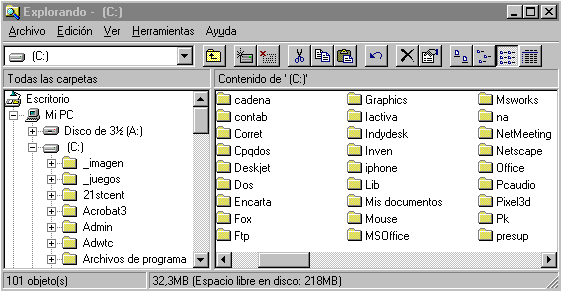 Explorando - (C:)
Archivo Edición Ver Herramientas Ayuda
(C:)
Todas las carpetas
Contenido de ' (C:)'
Escritorio
Mi PC
Disco de 3½ (A:)
(C:)
_imagen
_juegos
21stcent
Acrobat3
Admin
Adwtc
Archivos de programa
cadena
contab
Corret
Cpqdos
Deskjet
Dos
Encarta
Fox
Ftp
Graphics
Iactiva
Indydesk
Inven
iphone
Lib
Mis documentos
Mouse
MSOffice
Msworks
na
NetMeeting
Netscape
Office
Pcaudio
Pixel3d
Pk
presup
101 objeto(s)
32,3MB (Espacio libre en disco: 218MB)